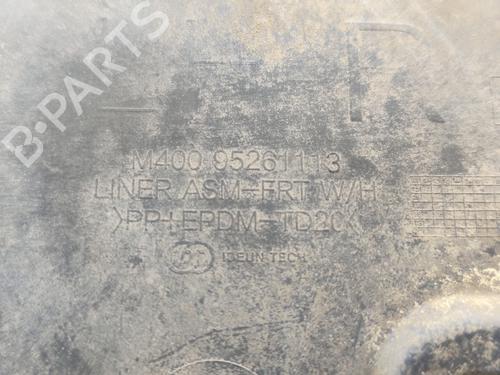 B-PARTS
M400 95261113
LINER ASM-FRT W/H
>PP+EPDM-TD20<